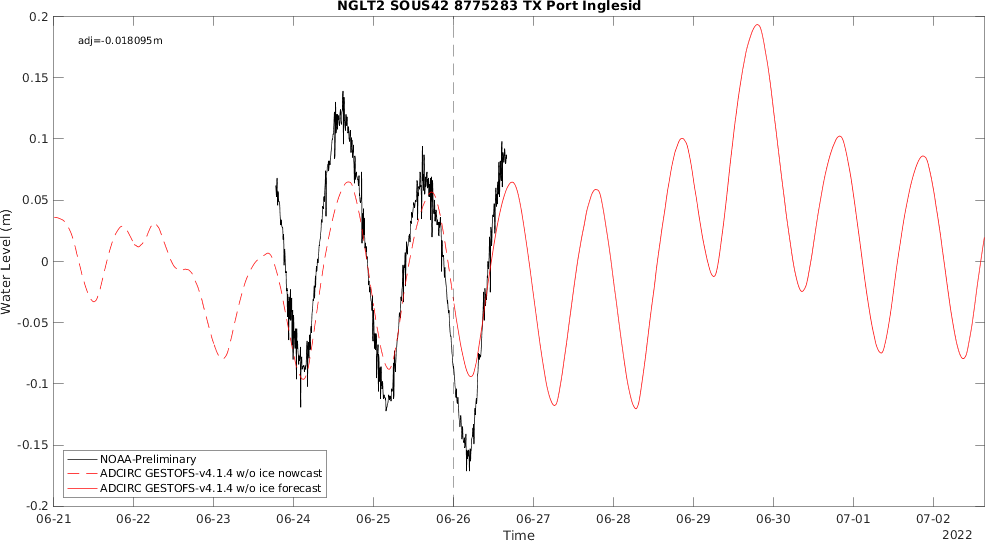 NGLT2 SOUS42 8775283 TX Port Inglesid
adj=-0.018095m
0.2
0.15
0.1
0.05
0
-0.05
-0.1
-0.15
-0.2
Water Level (m)
NOAA-Preliminary
ADCIRC GESTOFS-v4.1.4 w/o ice nowcast
ADCIRC GESTOFS-v4.1.4 w/o ice forecast
06-21 06-22 06-23 06-24 06-25 06-26 06-27 06-28 06-29 06-30 07-01 07-02
Time
2022